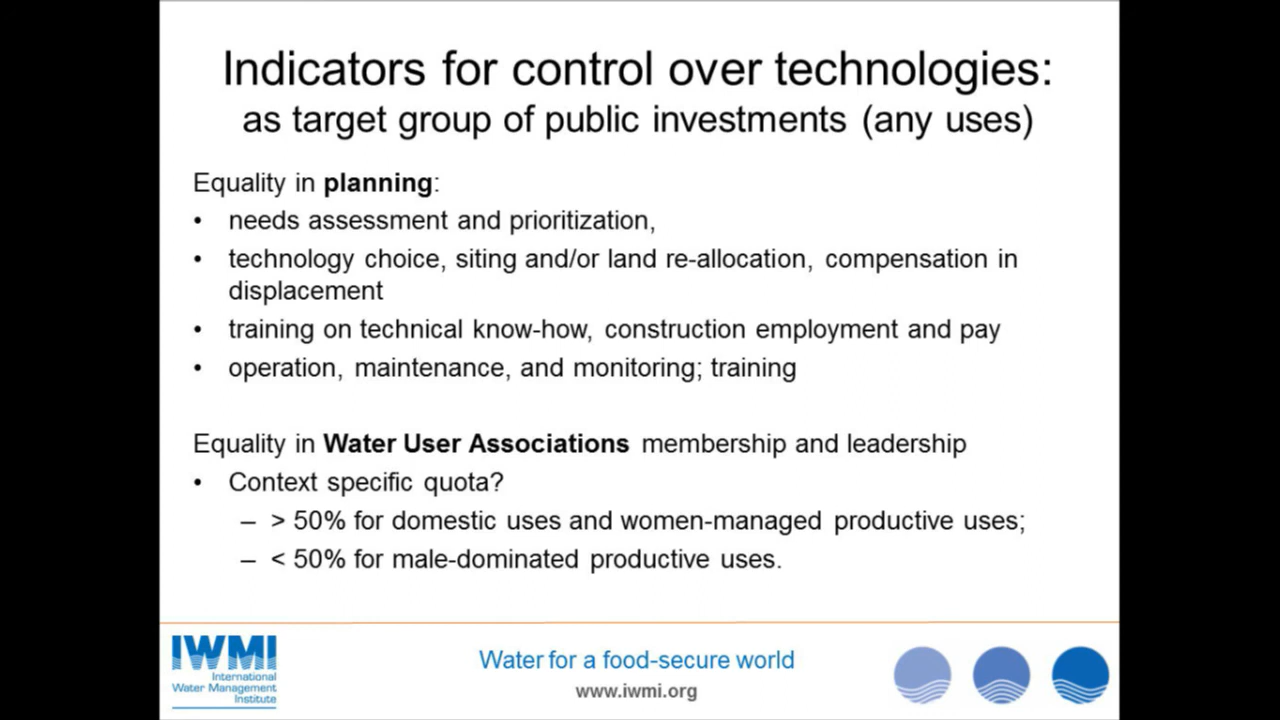 Indicators for control over technologies:
as target group of public investments (any uses)
Equality in planning:
• needs assessment and prioritization,
• technology choice, siting and/or land re-allocation, compensation in
displacement
• training on technical know-how, construction employment and pay
• operation, maintenance, and monitoring; training
Equality in Water User Associations membership and leadership
• Context specific quota?
– > 50% for domestic uses and women-managed productive uses;
– < 50% for male-dominated productive uses.
IWMI
International
Water Management
Institute
Water for a food-secure world
www.iwmi.org